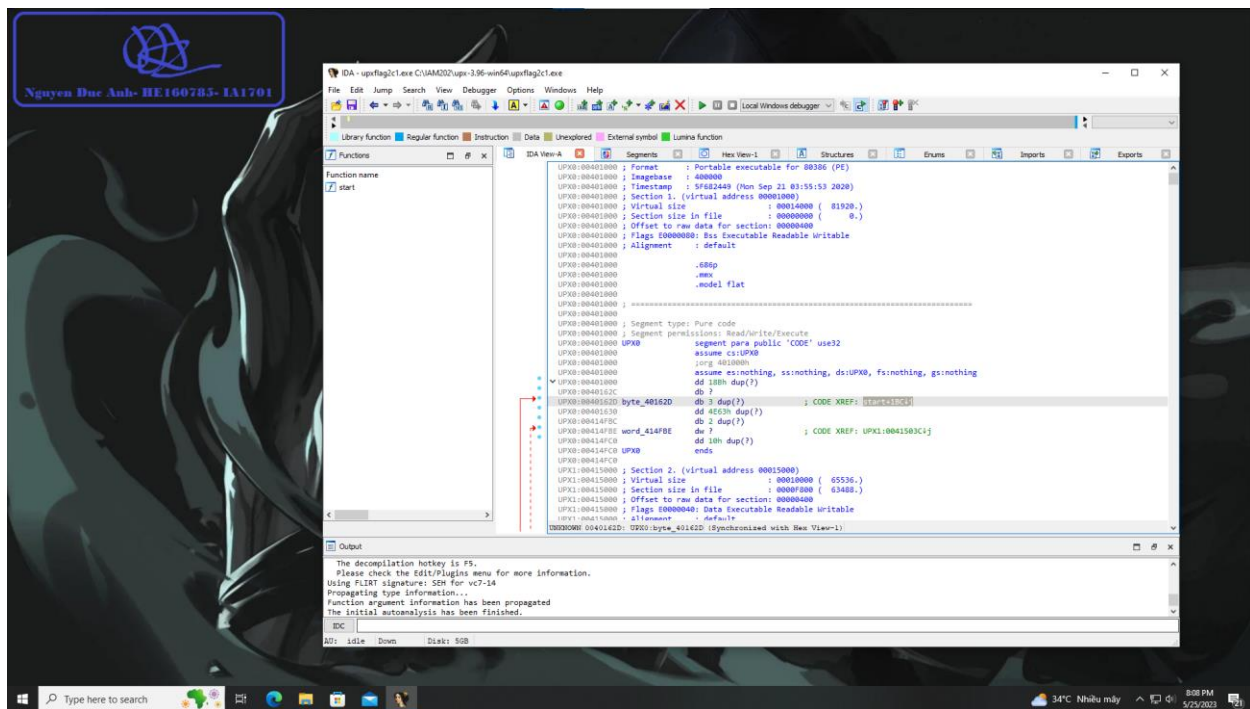 Nguyen Duc Anh- HE160785- IA1701
IDA - upxflag2c1.exe C:\IAM202\upx-3.96-win64\upxflag2c1.exe
File Edit Jump Search View Debugger Options Windows Help
Local Windows debugger
Library function Regular function Instruction Data Unexplored External symbol Lumina function
Functions
IDA View-A Segments Hex View-1 Structures Enums Imports Exports
Function name
start
UPX0:00401000 ; Format : Portable executable for 80386 (PE)
UPX0:00401000 ; Imagebase : 400000
UPX0:00401000 ; Timestamp : 5F682449 (Mon Sep 21 03:55:53 2020)
UPX0:00401000 ; Section 1. (virtual address 00001000)
UPX0:00401000 ; Virtual size : 00014000 ( 81920.)
UPX0:00401000 ; Section size in file : 00000000 ( 0.)
UPX0:00401000 ; Offset to raw data for section: 00000400
UPX0:00401000 ; Flags E0000080: Bss Executable Readable Writable
UPX0:00401000 ; Alignment : default
UPX0:00401000
UPX0:00401000 .686p
UPX0:00401000 .mmx
UPX0:00401000 .model flat
UPX0:00401000
UPX0:00401000 ; ===========================================================================
UPX0:00401000
UPX0:00401000 ; Segment type: Pure code
UPX0:00401000 ; Segment permissions: Read/Write/Execute
UPX0:00401000 UPX0 segment para public 'CODE' use32
UPX0:00401000 assume cs:UPX0
UPX0:00401000 ;org 401000h
UPX0:00401000 assume es:nothing, ss:nothing, ds:UPX0, fs:nothing, gs:nothing
UPX0:00401000 dd 18Bh dup(?)
UPX0:0040162C db ?
UPX0:0040162D byte_40162D db 3 dup(?) ; CODE XREF: start+1BC↓j
UPX0:00401630 dd 4E63h dup(?)
UPX0:00414FBC db 2 dup(?)
UPX0:00414FBE word_414FBE dw ? ; CODE XREF: UPX1:0041503C↓j
UPX0:00414FC0 dd 10h dup(?)
UPX0:00414FC0 UPX0 ends
UPX0:00414FC0
UPX1:00415000 ; Section 2. (virtual address 00015000)
UPX1:00415000 ; Virtual size : 00010000 ( 65536.)
UPX1:00415000 ; Section size in file : 0000F800 ( 63488.)
UPX1:00415000 ; Offset to raw data for section: 00000400
UPX1:00415000 ; Flags E0000040: Data Executable Readable Writable
UPX1:00415000 ; Alignment : default
UNKNOWN 0040162D: UPX0:byte_40162D (Synchronized with Hex View-1)
Output
The decompilation hotkey is F5.
Please check the Edit/Plugins menu for more information.
Using FLIRT signature: SEH for vc7-14
Propagating type information...
Function argument information has been propagated
The initial autoanalysis has been finished.
IDC
AU: idle Down Disk: 5GB
Type here to search
34°C Nhiều mây
8:08 PM
5/25/2023
21